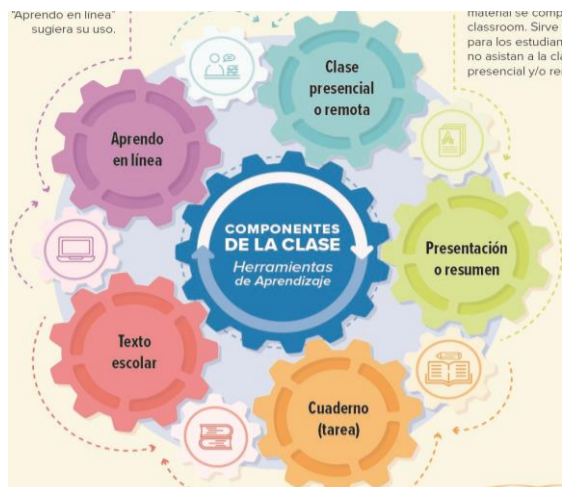 "Aprendo en línea"
sugiera su uso.
material se comp
classroom. Sirve
para los estudian
no asistan a la cla
presencial y/o re
Clase
presencial
o remota
Aprendo
en línea
COMPONENTES
DE LA CLASE
Herramientas
de Aprendizaje
Presentación
o resumen
Texto
escolar
Cuaderno
(tarea)